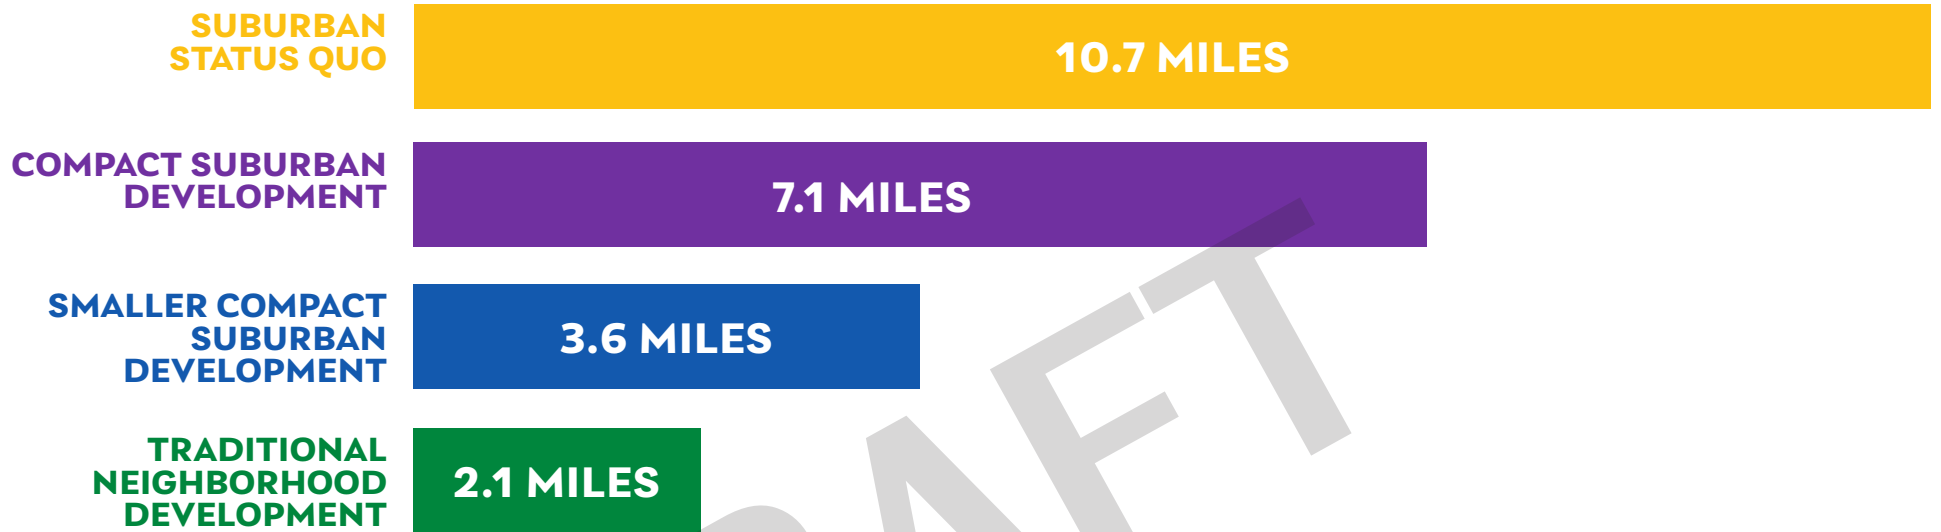 SUBURBAN
STATUS QUO
10.7 MILES
COMPACT SUBURBAN
DEVELOPMENT
7.1 MILES
SMALLER COMPACT
SUBURBAN
DEVELOPMENT
3.6 MILES
TRADITIONAL
NEIGHBORHOOD
DEVELOPMENT
2.1 MILES
DRAFT